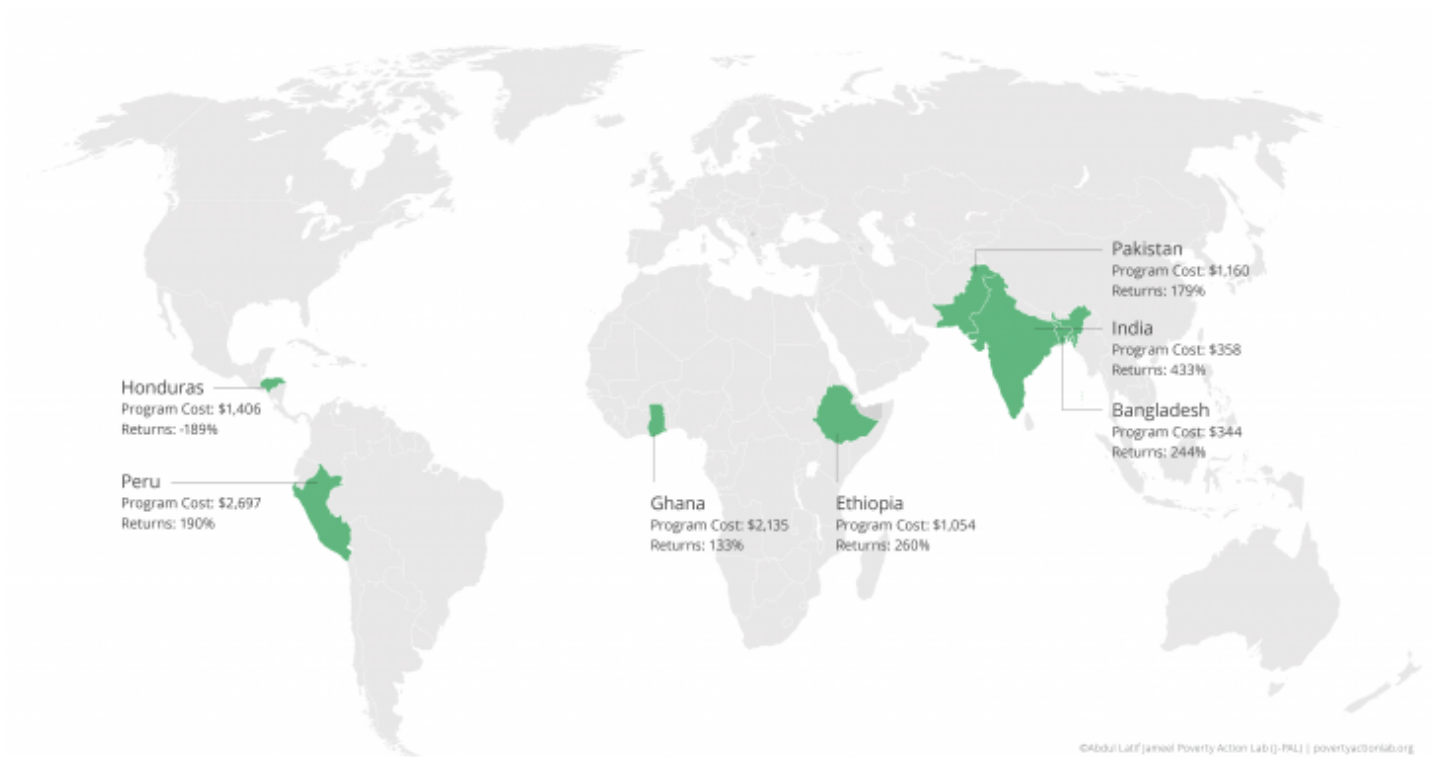 Pakistan
Program Cost: $1,160
Returns: 179%
India
Program Cost: $358
Returns: 433%
Bangladesh
Program Cost: $344
Returns: 244%
Honduras
Program Cost: $1,406
Returns: -189%
Peru
Program Cost: $2,697
Returns: 190%
Ghana
Program Cost: $2,135
Returns: 133%
Ethiopia
Program Cost: $1,054
Returns: 260%
©Abdul Latif Jameel Poverty Action Lab (J-PAL) | povertyactionlab.org